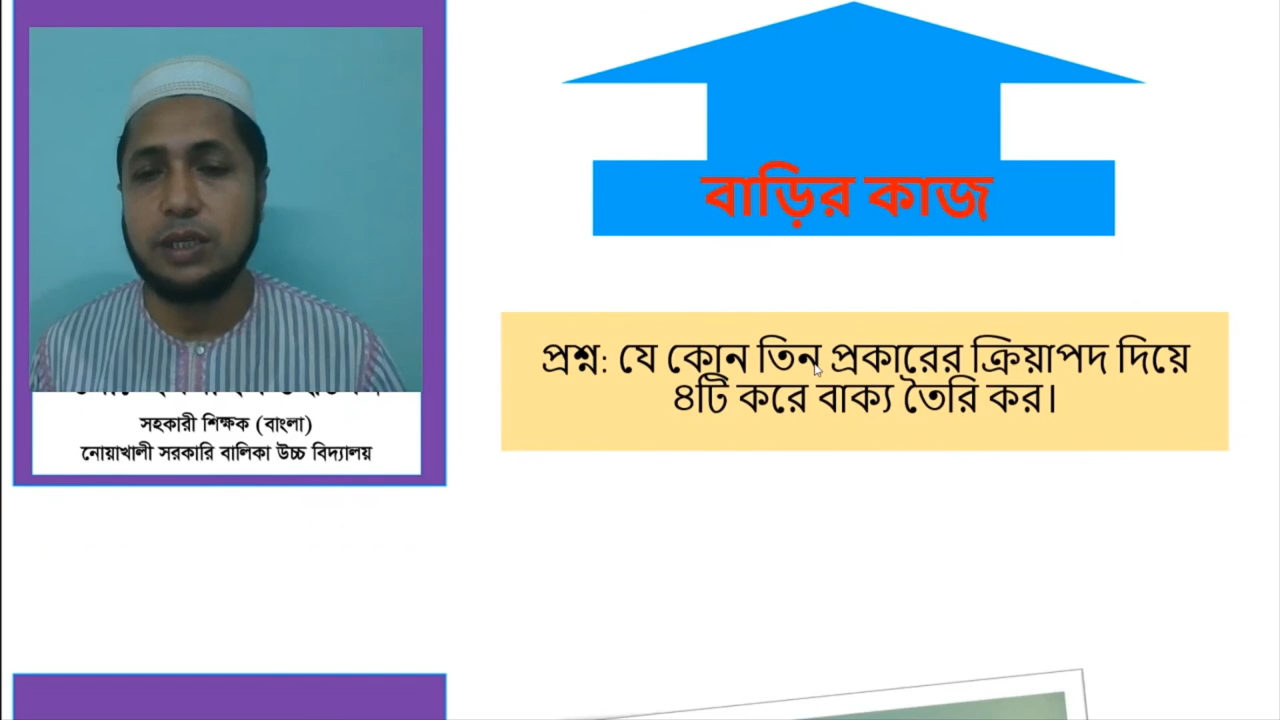 বাড়ির কাজ
প্রশ্ন: যে কোন তিন প্রকারের ক্রিয়াপদ দিয়ে
৪টি করে বাক্য তৈরি কর।
সহকারী শিক্ষক (বাংলা)
নোয়াখালী সরকারি বালিকা উচ্চ বিদ্যালয়